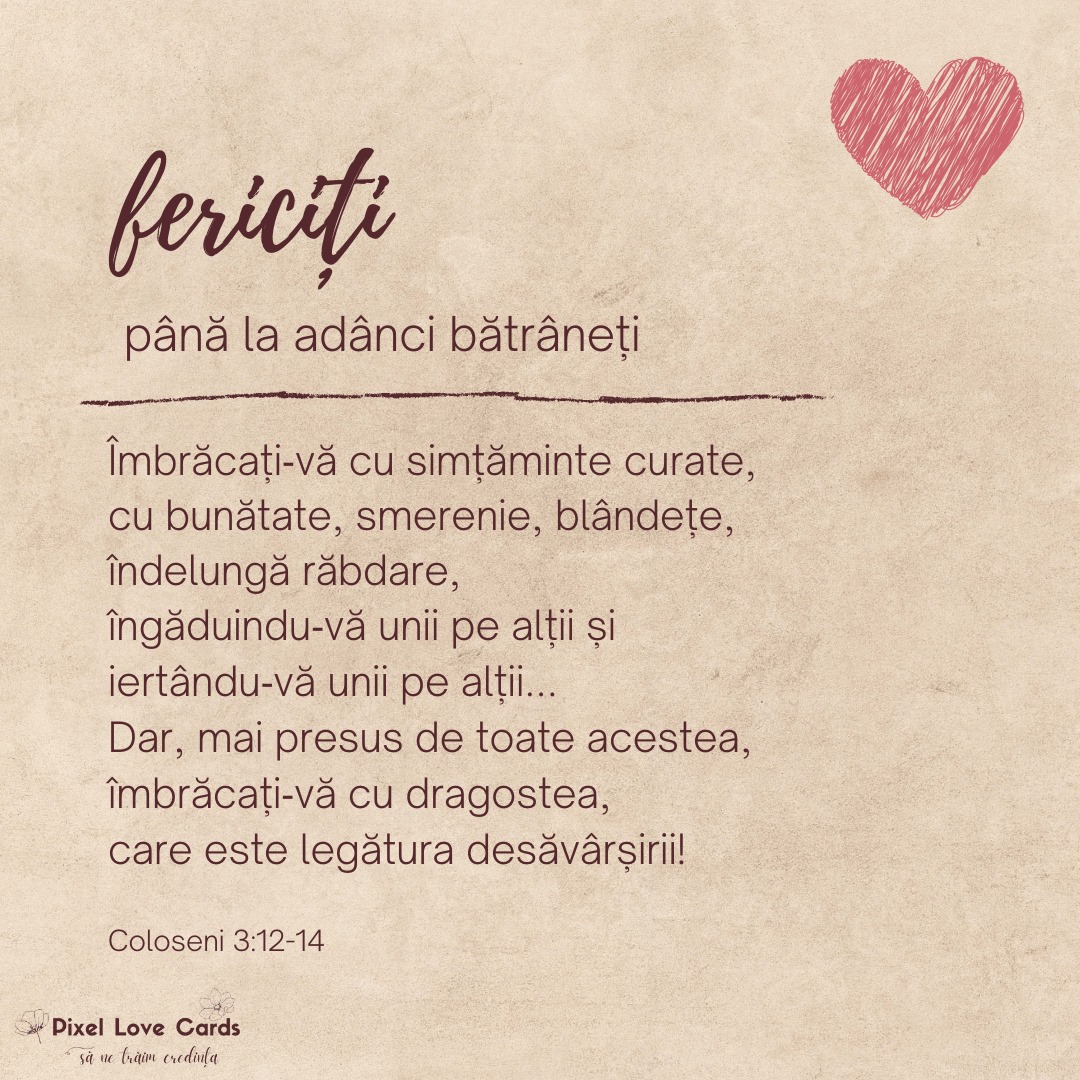 fericiți
până la adânci bătrâneți
Îmbrăcați-vă cu simțăminte curate,
cu bunătate, smerenie, blândețe,
îndelungă răbdare,
îngăduindu-vă unii pe alții și
iertându-vă unii pe alții...
Dar, mai presus de toate acestea,
îmbrăcați-vă cu dragostea,
care este legătura desăvârșirii!
Coloseni 3:12-14
Pixel Love Cards
să ne trăim credința